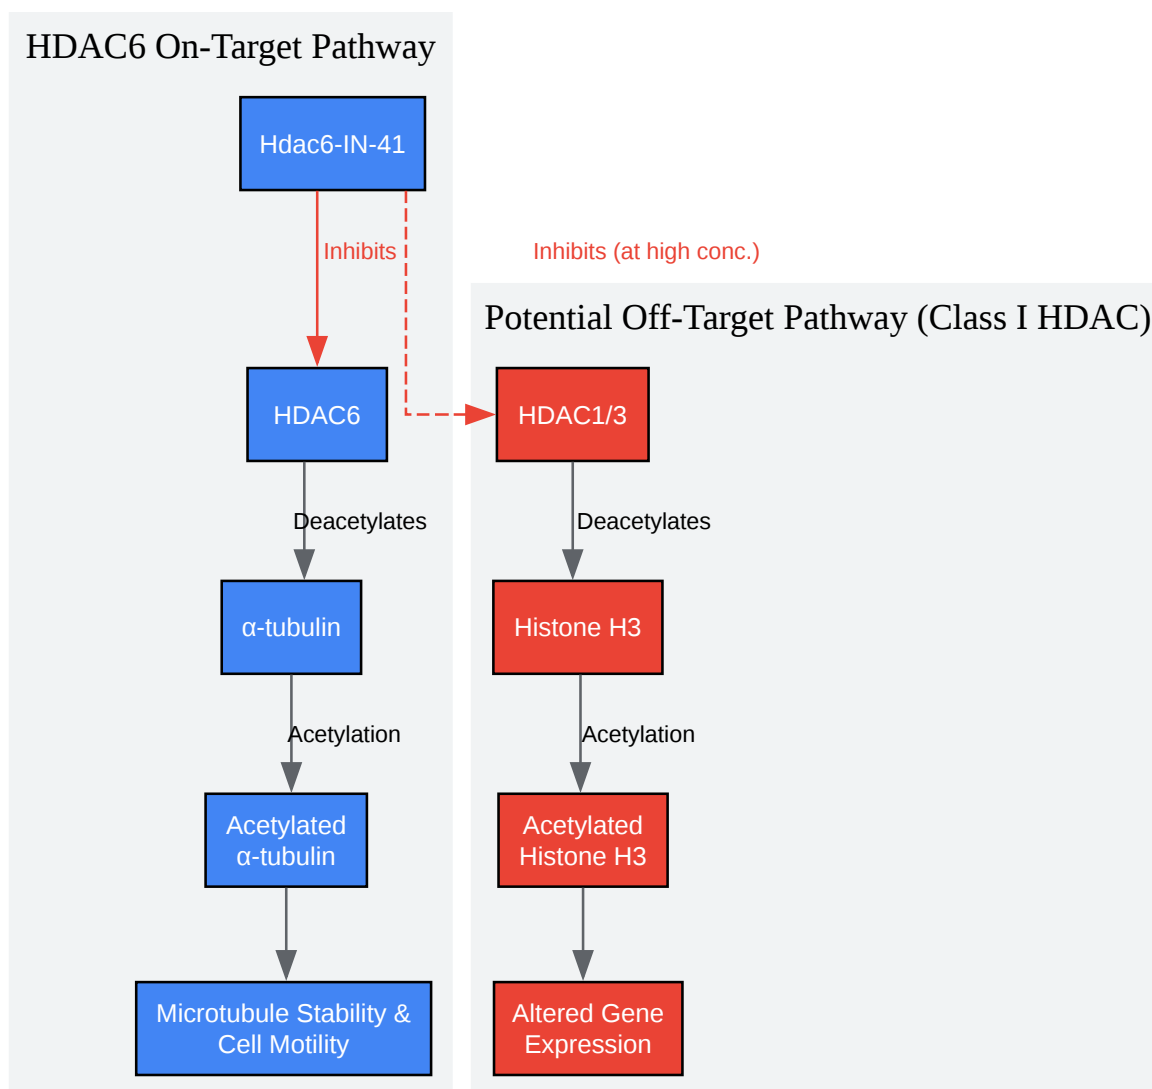 HDAC6 On-Target Pathway
Hdac6-IN-41
Inhibits
Inhibits (at high conc.)
Potential Off-Target Pathway (Class I HDAC)
HDAC6
HDAC1/3
Deacetylates
Deacetylates
α-tubulin
Histone H3
Acetylation
Acetylation
Acetylated
α-tubulin
Acetylated
Histone H3
Microtubule Stability &
Cell Motility
Altered Gene
Expression